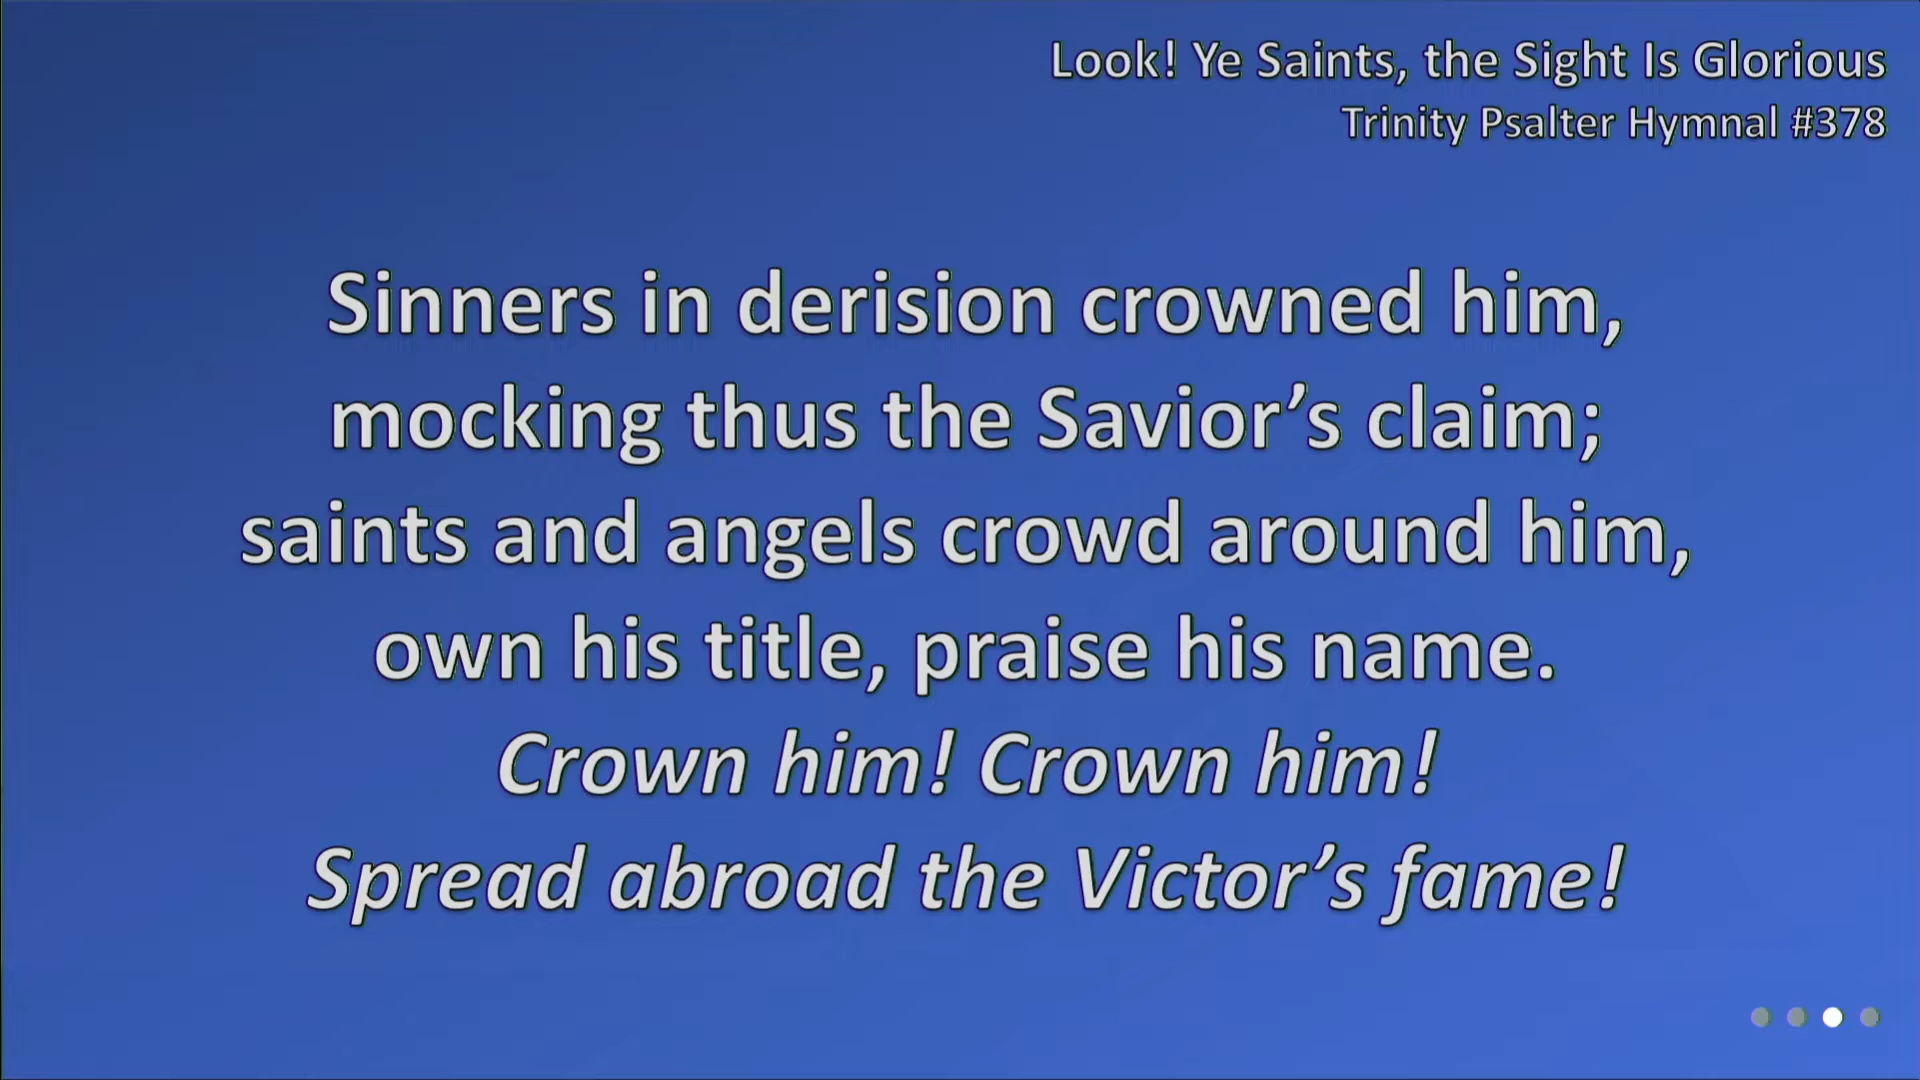 Look! Ye Saints, the Sight Is Glorious
Trinity Psalter Hymnal #378
Sinners in derision crowned him,
mocking thus the Savior’s claim;
saints and angels crowd around him,
own his title, praise his name.
Crown him! Crown him!
Spread abroad the Victor’s fame!